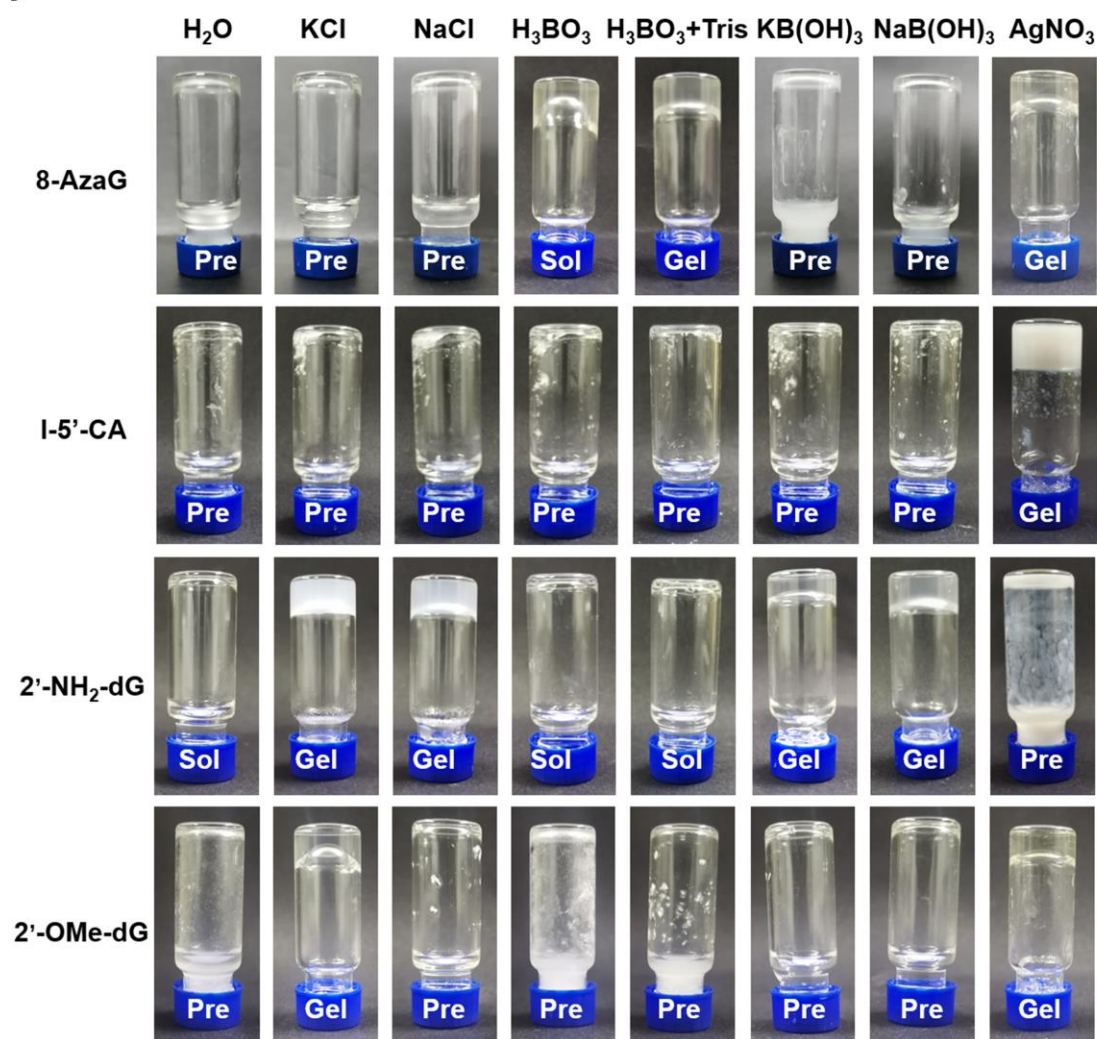 H₂O KCl NaCl H₃BO₃ H₃BO₃+Tris KB(OH)₃ NaB(OH)₃ AgNO₃
8-AzaG
Pre Pre Pre Sol Gel Pre Pre Gel
I-5’-CA
Pre Pre Pre Pre Pre Pre Pre Gel
2’-NH₂-dG
Sol Gel Gel Sol Sol Gel Gel Pre
2’-OMe-dG
Pre Gel Pre Pre Pre Pre Pre Gel